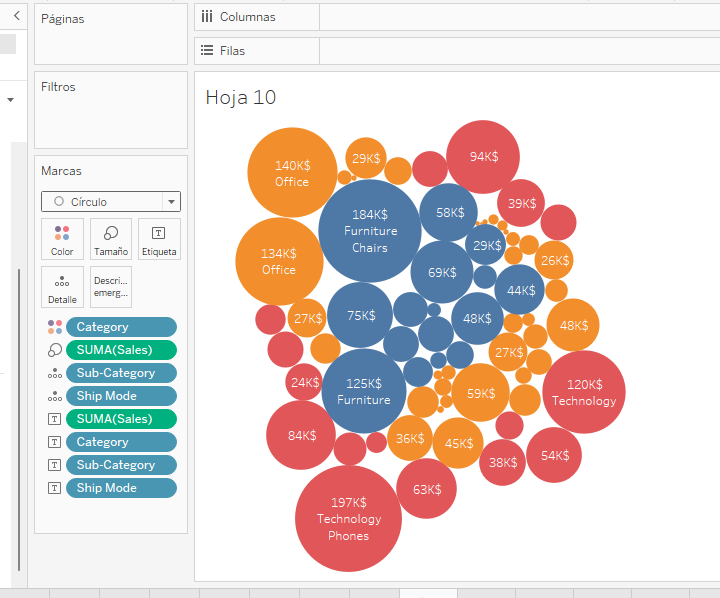 Páginas
Filtros
Marcas
Círculo
Color
Tamaño
Etiqueta
Detalle
Descri...
emerg...
Category
SUMA(Sales)
Sub-Category
Ship Mode
SUMA(Sales)
Category
Sub-Category
Ship Mode
Columnas
Filas
Hoja 10
140K$
Office
29K$
94K$
184K$
Furniture
Chairs
58K$
39K$
29K$
134K$
Office
69K$
26K$
44K$
27K$
75K$
48K$
48K$
27K$
24K$
125K$
Furniture
59K$
120K$
Technology
84K$
36K$
45K$
38K$
54K$
63K$
197K$
Technology
Phones